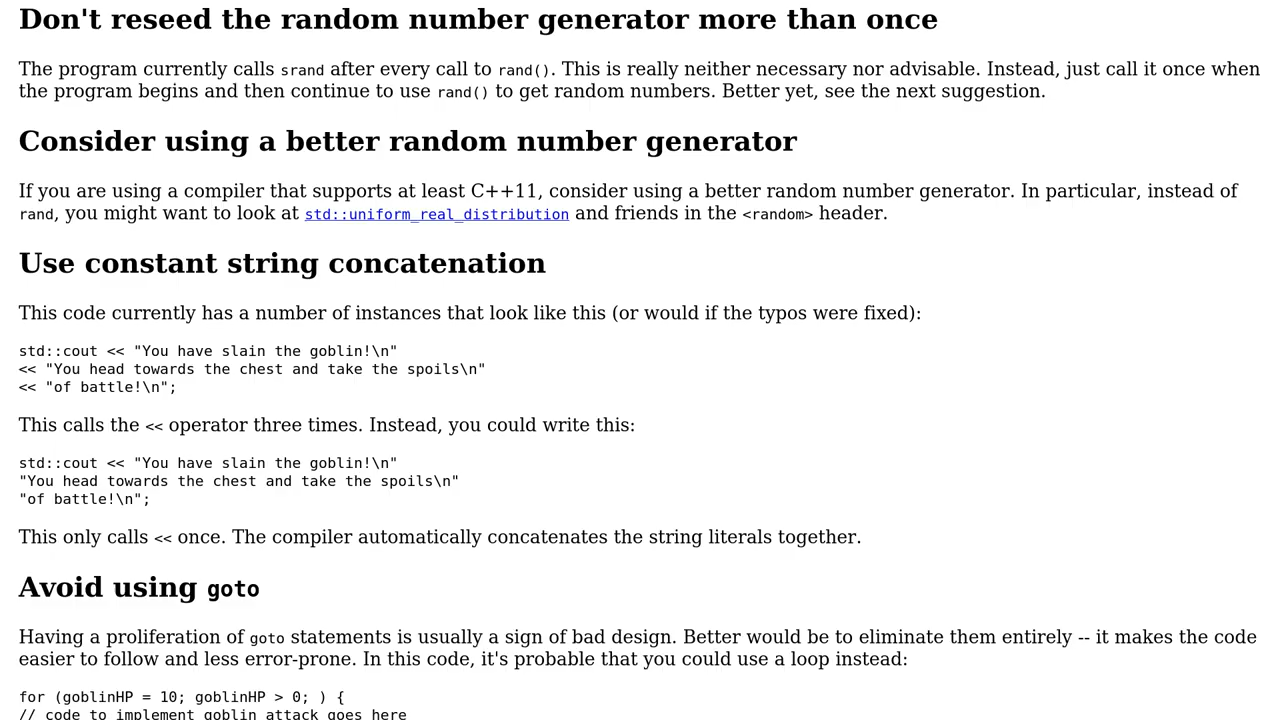 Don't reseed the random number generator more than once
The program currently calls srand after every call to rand(). This is really neither necessary nor advisable. Instead, just call it once when
the program begins and then continue to use rand() to get random numbers. Better yet, see the next suggestion.
Consider using a better random number generator
If you are using a compiler that supports at least C++11, consider using a better random number generator. In particular, instead of
rand, you might want to look at std::uniform_real_distribution and friends in the <random> header.
Use constant string concatenation
This code currently has a number of instances that look like this (or would if the typos were fixed):
std::cout << "You have slain the goblin!\n"
<< "You head towards the chest and take the spoils\n"
<< "of battle!\n";
This calls the << operator three times. Instead, you could write this:
std::cout << "You have slain the goblin!\n"
"You head towards the chest and take the spoils\n"
"of battle!\n";
This only calls << once. The compiler automatically concatenates the string literals together.
Avoid using goto
Having a proliferation of goto statements is usually a sign of bad design. Better would be to eliminate them entirely -- it makes the code
easier to follow and less error-prone. In this code, it's probable that you could use a loop instead:
for (goblinHP = 10; goblinHP > 0; ) {
// code to implement goblin attack goes here